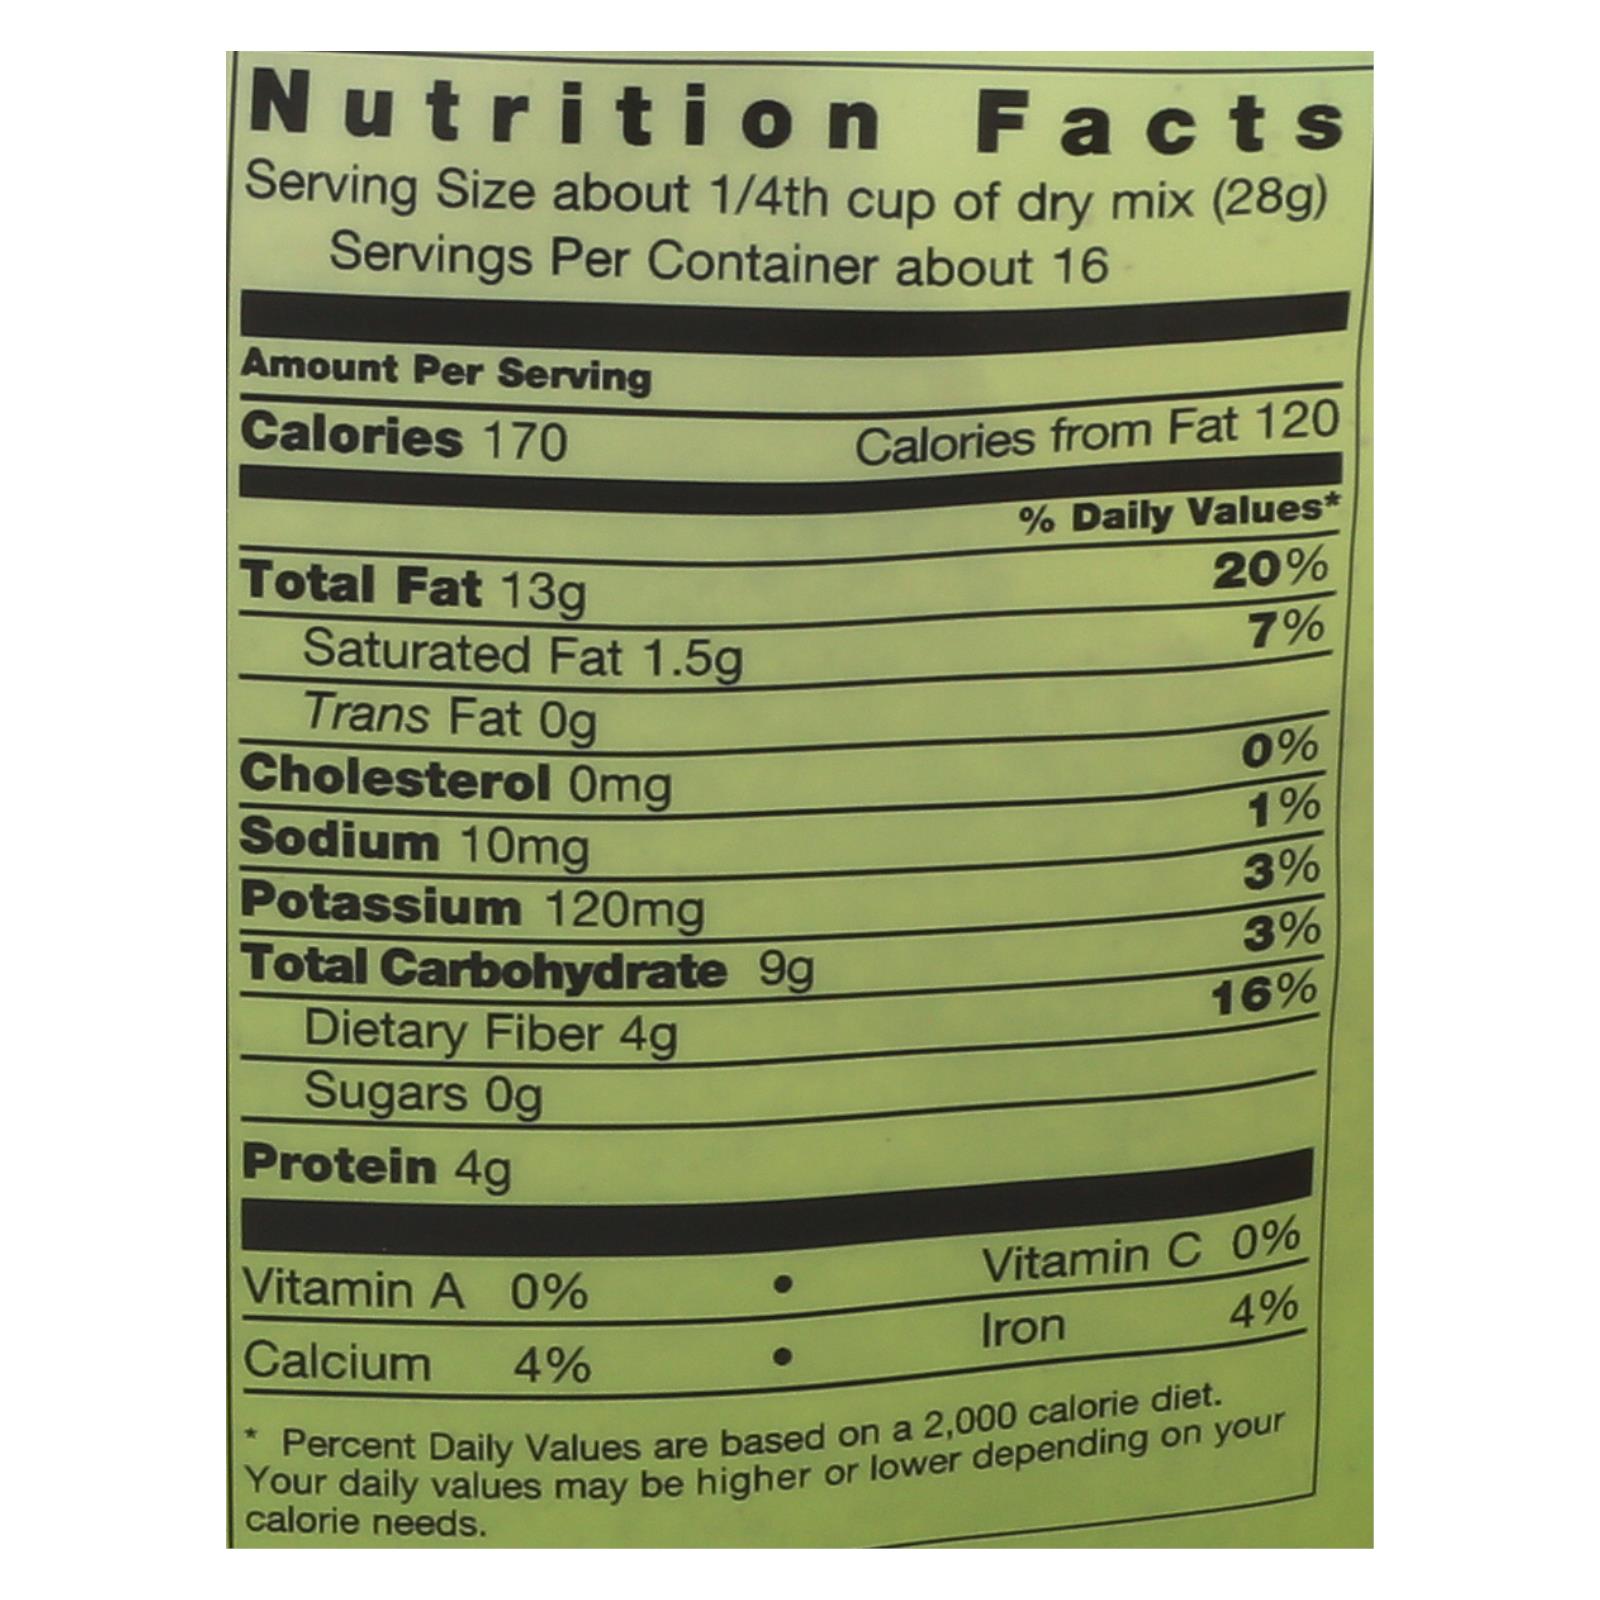 Nutrition Facts
Serving Size about 1/4th cup of dry mix (28g)
Servings Per Container about 16
Amount Per Serving
Calories 170 Calories from Fat 120
% Daily Values*
Total Fat 13g 20%
Saturated Fat 1.5g 7%
Trans Fat 0g
Cholesterol 0mg 0%
Sodium 10mg 1%
Potassium 120mg 3%
Total Carbohydrate 9g 3%
Dietary Fiber 4g 16%
Sugars 0g
Protein 4g
Vitamin A 0% • Vitamin C 0%
Calcium 4% • Iron 4%
* Percent Daily Values are based on a 2,000 calorie diet.
Your daily values may be higher or lower depending on your
calorie needs.